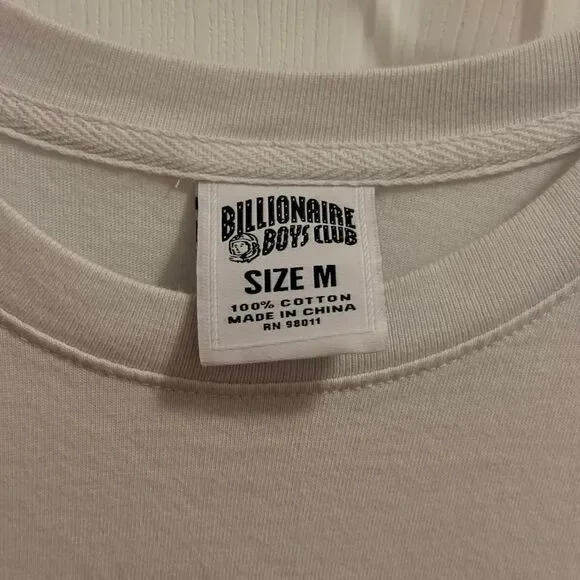 BILLIONAIRE
BOYS CLUB
SIZE M
100% COTTON
MADE IN CHINA
RN 98011